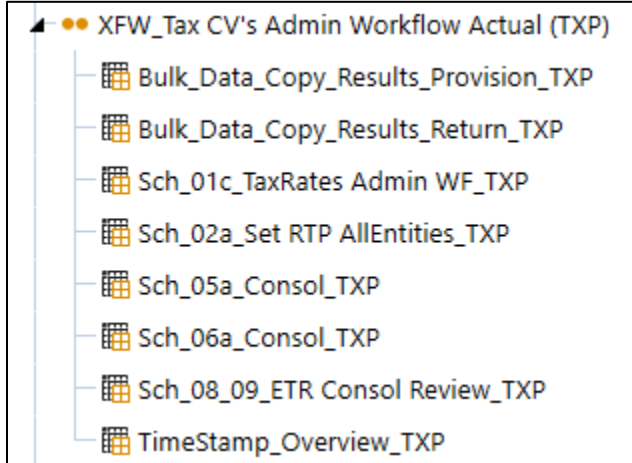 XFW_Tax CV's Admin Workflow Actual (TXP)
Bulk_Data_Copy_Results_Provision_TXP
Bulk_Data_Copy_Results_Return_TXP
Sch_01c_TaxRates Admin WF_TXP
Sch_02a_Set RTP AllEntities_TXP
Sch_05a_Consol_TXP
Sch_06a_Consol_TXP
Sch_08_09_ETR Consol Review_TXP
TimeStamp_Overview_TXP